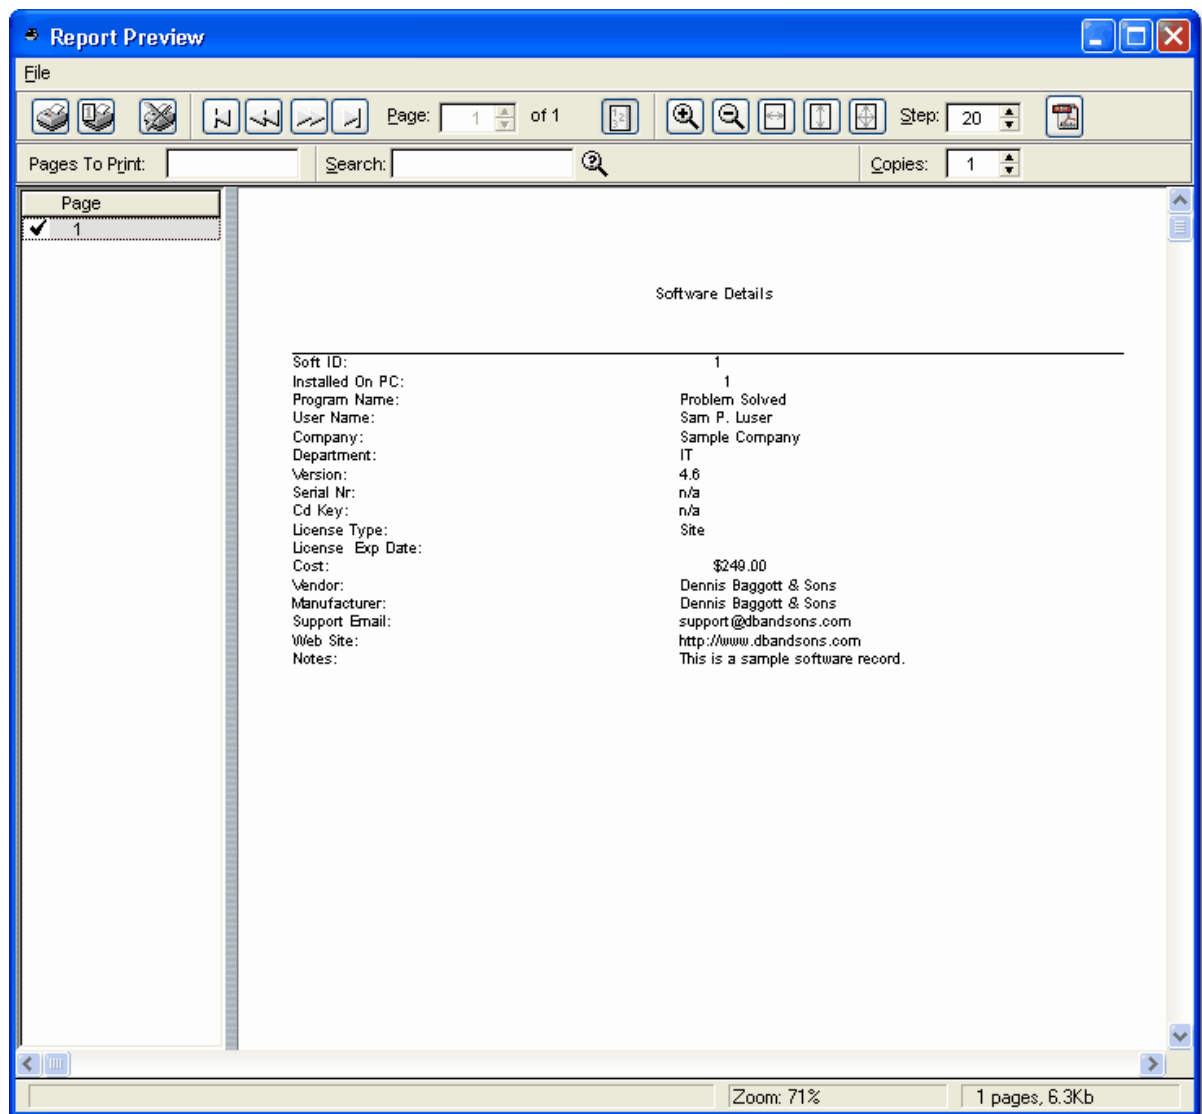 Report Preview
File
Page: 1 of 1 Step: 20
Pages To Print: Search: Copies: 1
Page
1
Software Details
Soft ID: 1
Installed On PC: 1
Program Name: Problem Solved
User Name: Sam P. Luser
Company: Sample Company
Department: IT
Version: 4.6
Serial Nr: n/a
Cd Key: n/a
License Type: Site
License Exp Date:
Cost: $249.00
Vendor: Dennis Baggott & Sons
Manufacturer: Dennis Baggott & Sons
Support Email: support@dbandsons.com
Web Site: http://www.dbandsons.com
Notes: This is a sample software record.
Zoom: 71% 1 pages, 6.3Kb